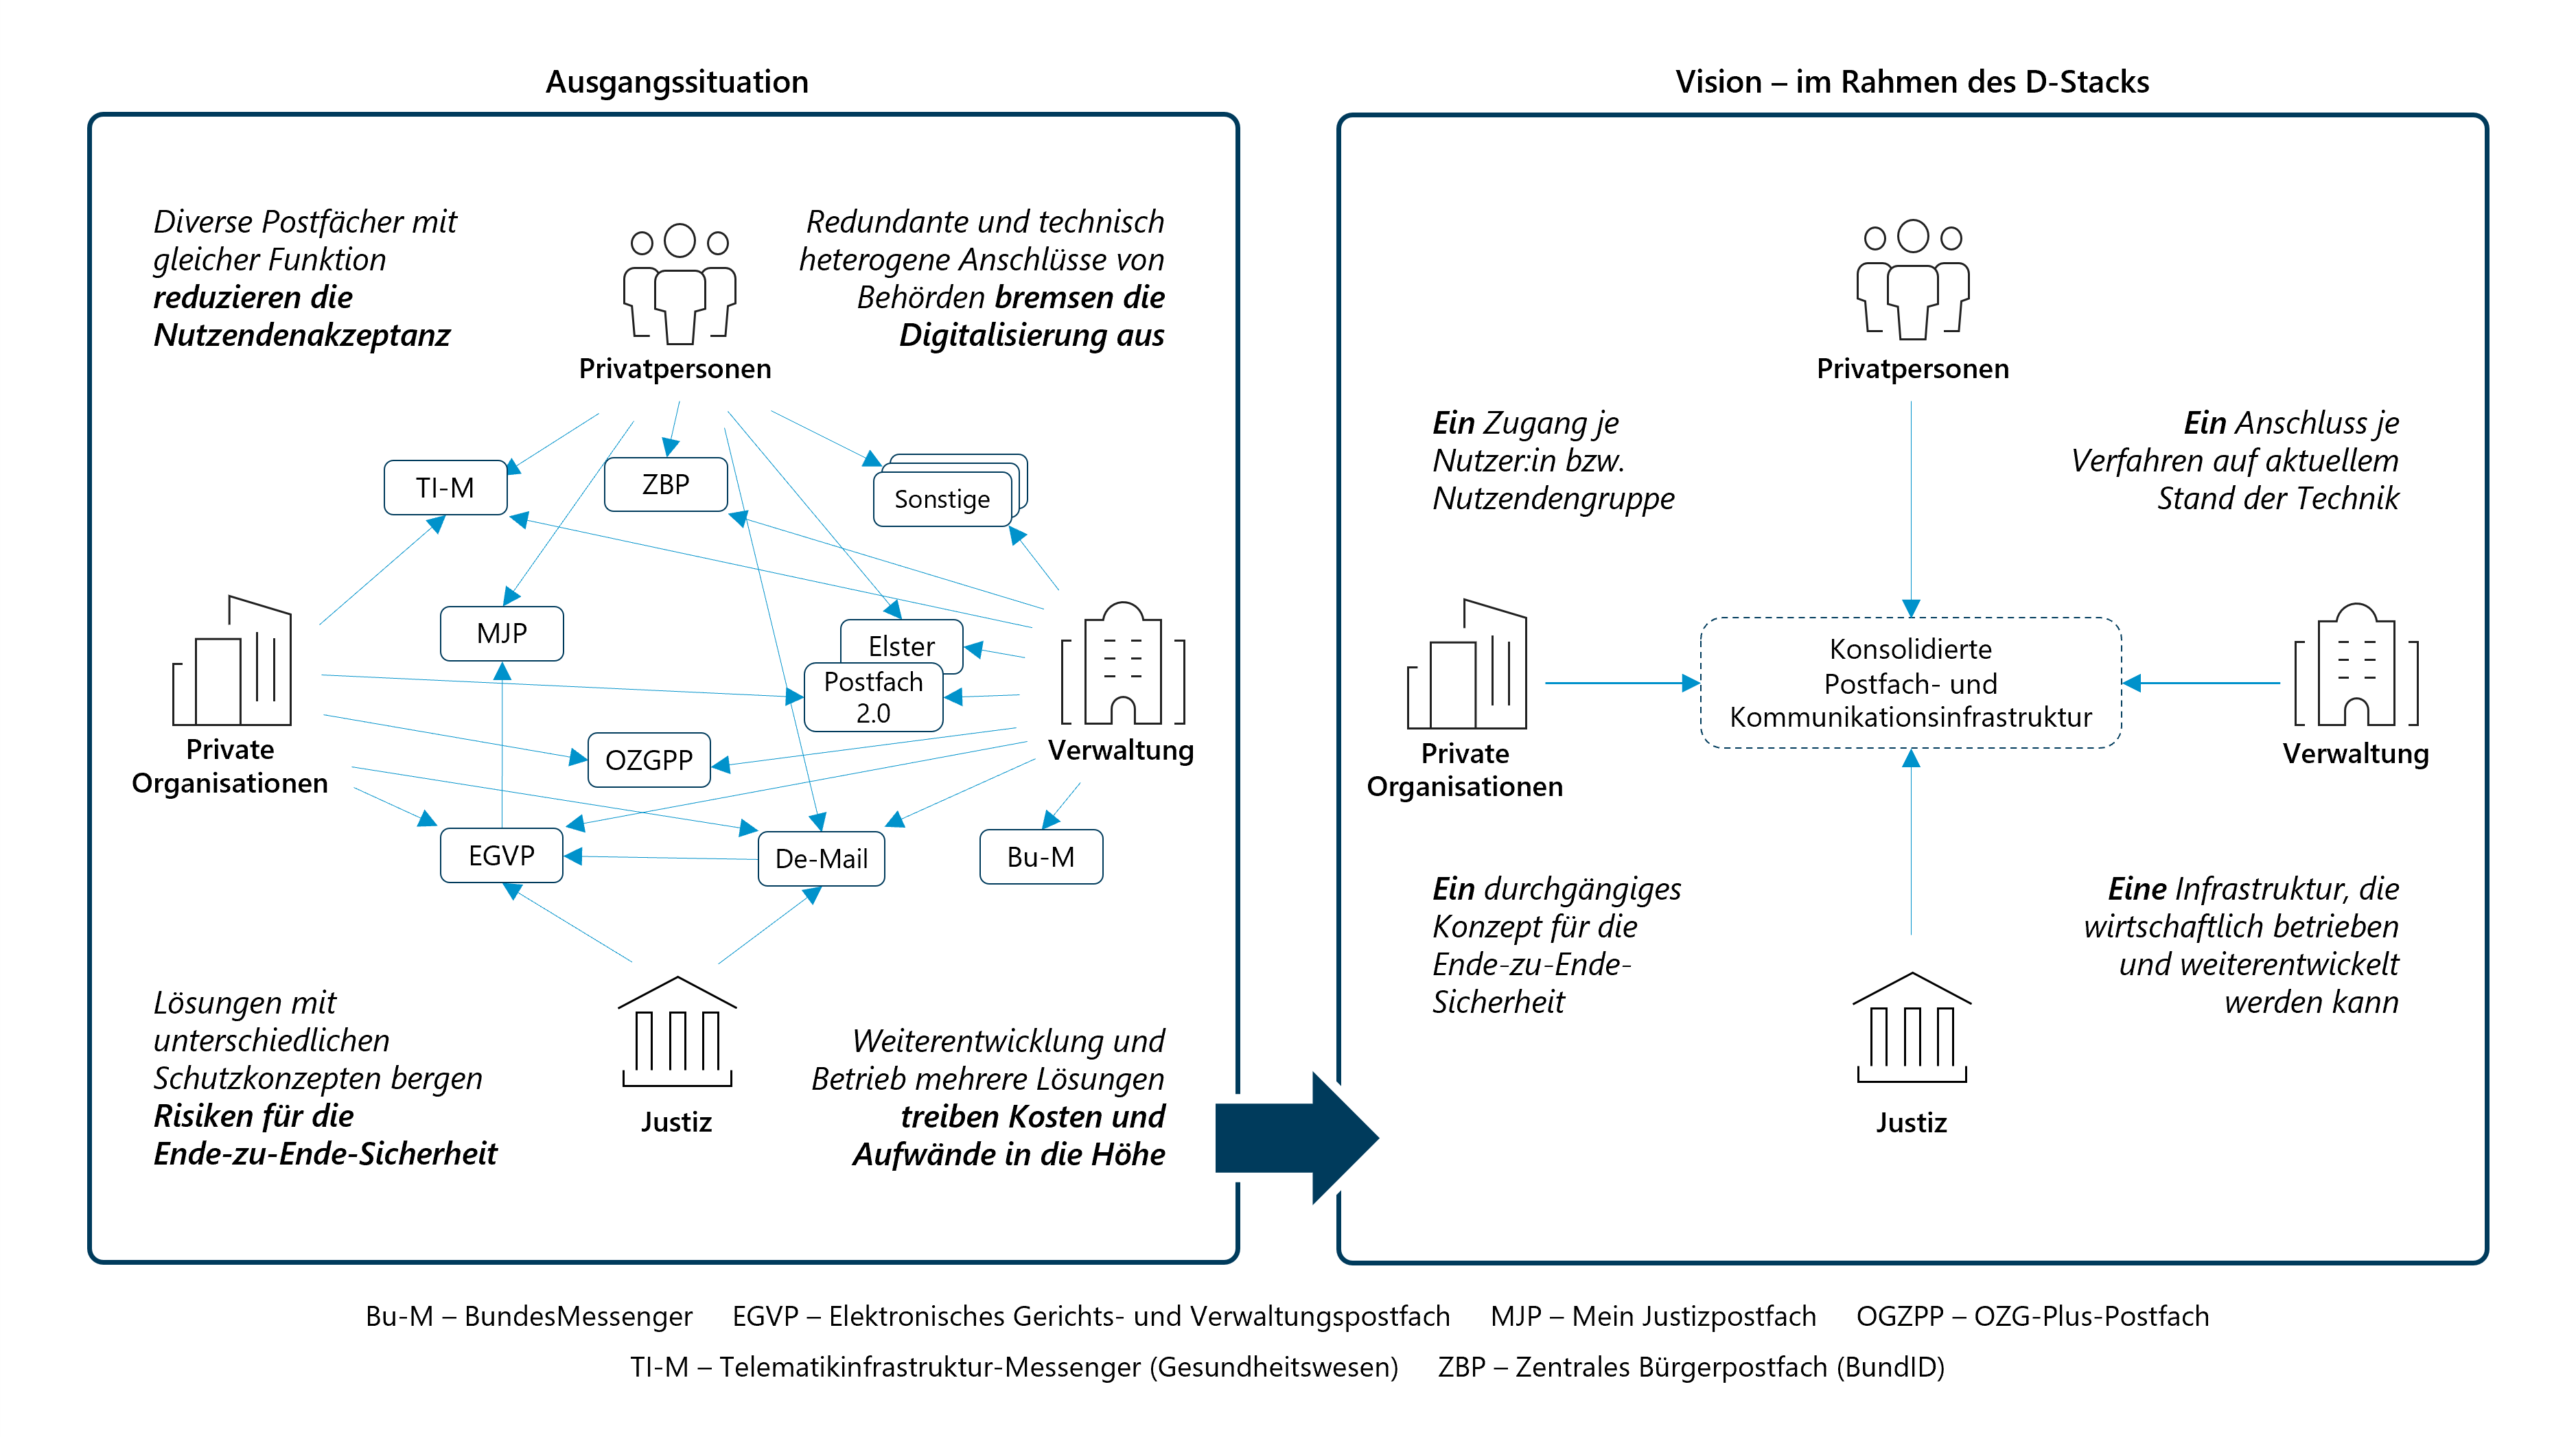 Ausgangssituation
Diverse Postfächer mit
gleicher Funktion
reduzieren die
Nutzendenakzeptanz
Redundante und technisch
heterogene Anschlüsse von
Behörden bremsen die
Digitalisierung aus
Privatpersonen
TI-M
ZBP
Sonstige
MJP
Elster
Postfach
2.0
OZGPP
EGVP
De-Mail
Bu-M
Private
Organisationen
Verwaltung
Lösungen mit
unterschiedlichen
Schutzkonzepten bergen
Risiken für die
Ende-zu-Ende-Sicherheit
Justiz
Weiterentwicklung und
Betrieb mehrere Lösungen
treiben Kosten und
Aufwände in die Höhe
Vision – im Rahmen des D-Stacks
Privatpersonen
Ein Zugang je
Nutzer:in bzw.
Nutzendengruppe
Ein Anschluss je
Verfahren auf aktuellem
Stand der Technik
Private
Organisationen
Konsolidierte
Postfach- und
Kommunikationsinfrastruktur
Verwaltung
Ein durchgängiges
Konzept für die
Ende-zu-Ende-
Sicherheit
Eine Infrastruktur, die
wirtschaftlich betrieben
und weiterentwickelt
werden kann
Justiz
Bu-M – BundesMessenger EGVP – Elektronisches Gerichts- und Verwaltungspostfach MJP – Mein Justizpostfach OGZPP – OZG-Plus-Postfach
TI-M – Telematikinfrastruktur-Messenger (Gesundheitswesen) ZBP – Zentrales Bürgerpostfach (BundID)